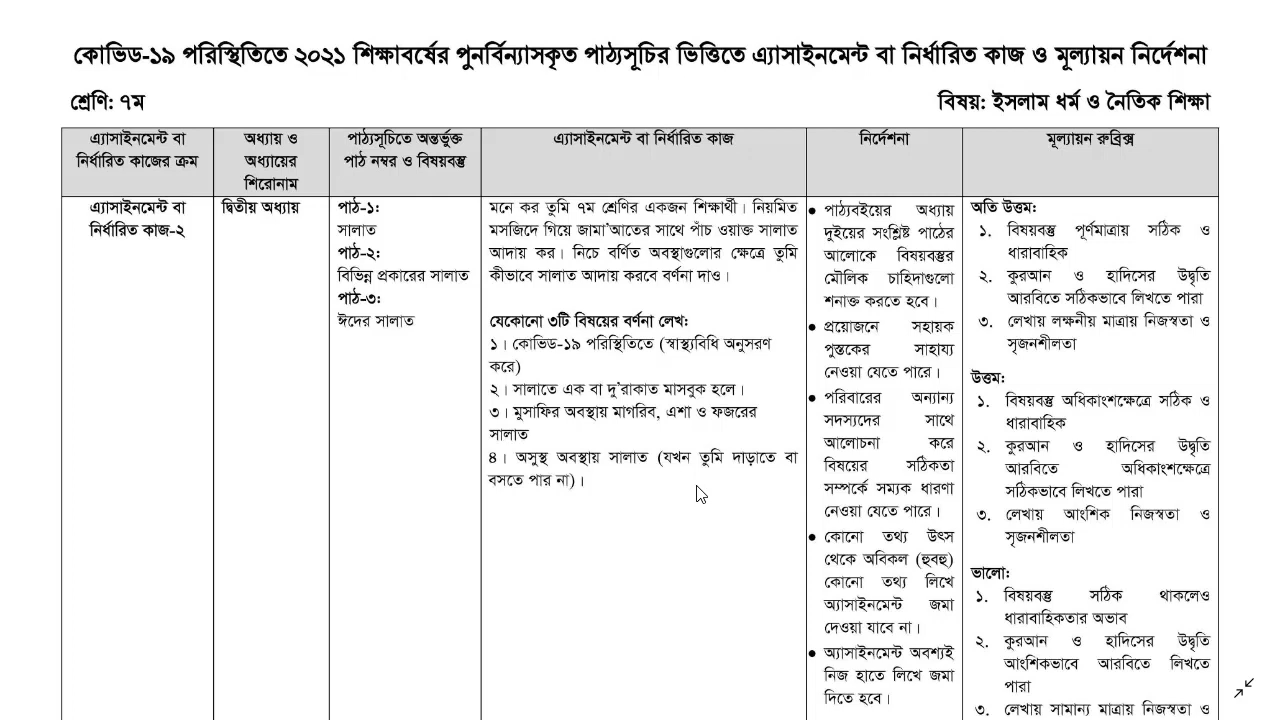 কোভিড-১৯ পরিস্থিতিতে ২০২১ শিক্ষাবর্ষের পুনর্বিন্যাসকৃত পাঠ্যসূচির ভিত্তিতে এ্যাসাইনমেন্ট বা নির্ধারিত কাজ ও মূল্যায়ন নির্দেশনা
শ্রেণি: ৭ম
বিষয়: ইসলাম ধর্ম ও নৈতিক শিক্ষা
এ্যাসাইনমেন্ট বা
নির্ধারিত কাজের ক্রম
অধ্যায় ও
অধ্যায়ের
শিরোনাম
পাঠ্যসূচিতে অন্তর্ভুক্ত
পাঠ নম্বর ও বিষয়বস্তু
এ্যাসাইনমেন্ট বা নির্ধারিত কাজ
নির্দেশনা
মূল্যায়ন রুব্রিক্স
এ্যাসাইনমেন্ট বা
নির্ধারিত কাজ-২
দ্বিতীয় অধ্যায়
পাঠ-১:
সালাত
পাঠ-২:
বিভিন্ন প্রকারের সালাত
পাঠ-৩:
ঈদের সালাত
মনে কর তুমি ৭ম শ্রেণির একজন শিক্ষার্থী। নিয়মিত
মসজিদে গিয়ে জামা'আতের সাথে পাঁচ ওয়াক্ত সালাত
আদায় কর। নিচে বর্ণিত অবস্থাগুলোর ক্ষেত্রে তুমি
কীভাবে সালাত আদায় করবে বর্ণনা দাও।
যেকোনো ৩টি বিষয়ের বর্ণনা লেখ:
১। কোভিড-১৯ পরিস্থিতিতে (স্বাস্থ্যবিধি অনুসরণ
করে)
২। সালাতে এক বা দু'রাকাত মাসবুক হলে।
৩। মুসাফির অবস্থায় মাগরিব, এশা ও ফজরের
সালাত
৪। অসুস্থ অবস্থায় সালাত (যখন তুমি দাড়াতে বা
বসতে পার না)।
● পাঠ্যবইয়ের অধ্যায়
দুইয়ের সংশ্লিষ্ট পাঠের
আলোকে বিষয়বস্তুর
মৌলিক চাহিদাগুলো
শনাক্ত করতে হবে।
● প্রয়োজনে সহায়ক
পুস্তকের সাহায্য
নেওয়া যেতে পারে।
● পরিবারের অন্যান্য
সদস্যদের সাথে
আলোচনা করে
বিষয়ের সঠিকতা
সম্পর্কে সম্যক ধারণা
নেওয়া যেতে পারে।
● কোনো তথ্য উৎস
থেকে অবিকল (হুবহু)
কোনো তথ্য লিখে
অ্যাসাইনমেন্ট জমা
দেওয়া যাবে না।
● অ্যাসাইনমেন্ট অবশ্যই
নিজ হাতে লিখে জমা
দিতে হবে।
অতি উত্তম:
১. বিষয়বস্তু পূর্ণমাত্রায় সঠিক ও
ধারাবাহিক
২. কুরআন ও হাদিসের উদ্ধৃতি
আরবিতে সঠিকভাবে লিখতে পারা
৩. লেখায় লক্ষনীয় মাত্রায় নিজস্বতা ও
সৃজনশীলতা
উত্তম:
১. বিষয়বস্তু অধিকাংশক্ষেত্রে সঠিক ও
ধারাবাহিক
২. কুরআন ও হাদিসের উদ্ধৃতি
আরবিতে অধিকাংশক্ষেত্রে
সঠিকভাবে লিখতে পারা
৩. লেখায় আংশিক নিজস্বতা ও
সৃজনশীলতা
ভালো:
১. বিষয়বস্তু সঠিক থাকলেও
ধারাবাহিকতার অভাব
২. কুরআন ও হাদিসের উদ্ধৃতি
আংশিকভাবে আরবিতে লিখতে
পারা
৩. লেখায় সামান্য মাত্রায় নিজস্বতা ও